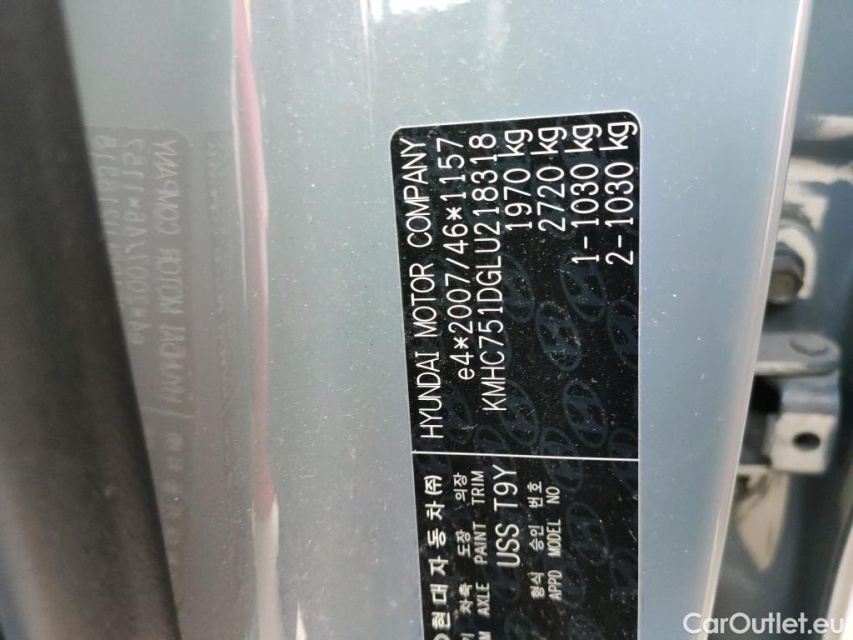 HYUNDAI MOTOR COMPANY
e4*2007/46*1157
KMHC751DGLU218318
1970 kg
2720 kg
1- 1030 kg
2- 1030 kg
현대자동차(주)
차축 도장 의장
AXLE PAINT TRIM
USS T9Y
형식 승인 번호
APPD MODEL NO
CarOutlet.eu